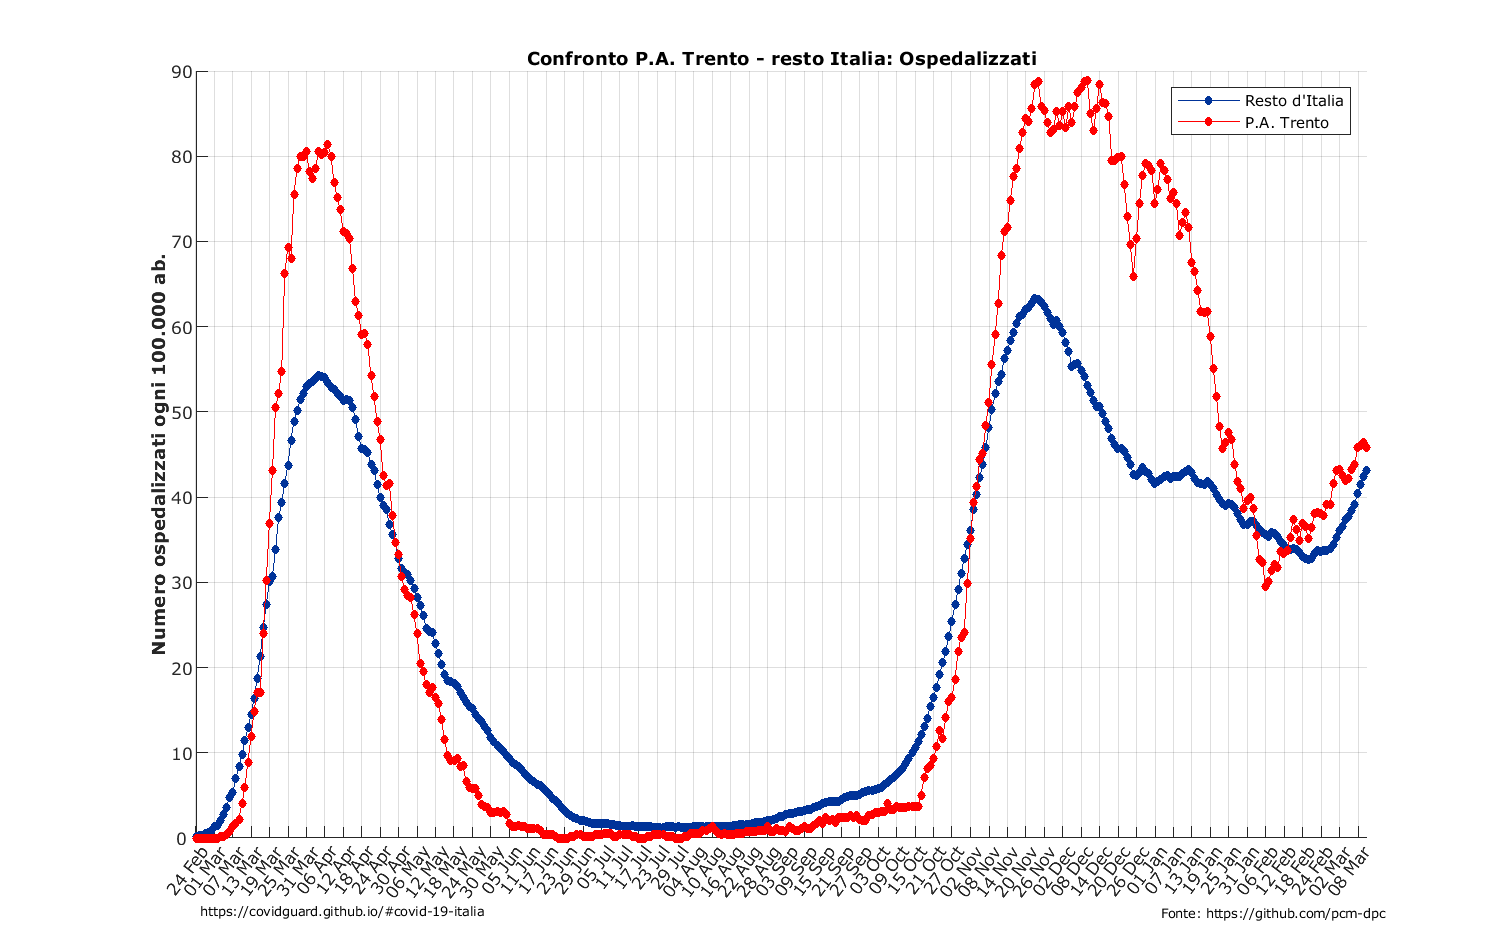 Confronto P.A. Trento - resto Italia: Ospedalizzati
Numero ospedalizzati ogni 100.000 ab.
90
80
70
60
50
40
30
20
10
0
Resto d'Italia
P.A. Trento
24 Feb
01 Mar
07 Mar
13 Mar
19 Mar
25 Mar
31 Mar
06 Apr
12 Apr
18 Apr
24 Apr
30 Apr
06 May
12 May
18 May
24 May
30 May
05 Jun
11 Jun
17 Jun
23 Jun
29 Jun
05 Jul
11 Jul
17 Jul
23 Jul
29 Jul
04 Aug
10 Aug
16 Aug
22 Aug
28 Aug
03 Sep
09 Sep
15 Sep
21 Sep
27 Sep
03 Oct
09 Oct
15 Oct
21 Oct
27 Oct
02 Nov
08 Nov
14 Nov
20 Nov
26 Nov
02 Dec
08 Dec
14 Dec
20 Dec
26 Dec
01 Jan
07 Jan
13 Jan
19 Jan
25 Jan
31 Jan
06 Feb
12 Feb
18 Feb
24 Feb
02 Mar
08 Mar
https://covidguard.github.io/#covid-19-italia
Fonte: https://github.com/pcm-dpc